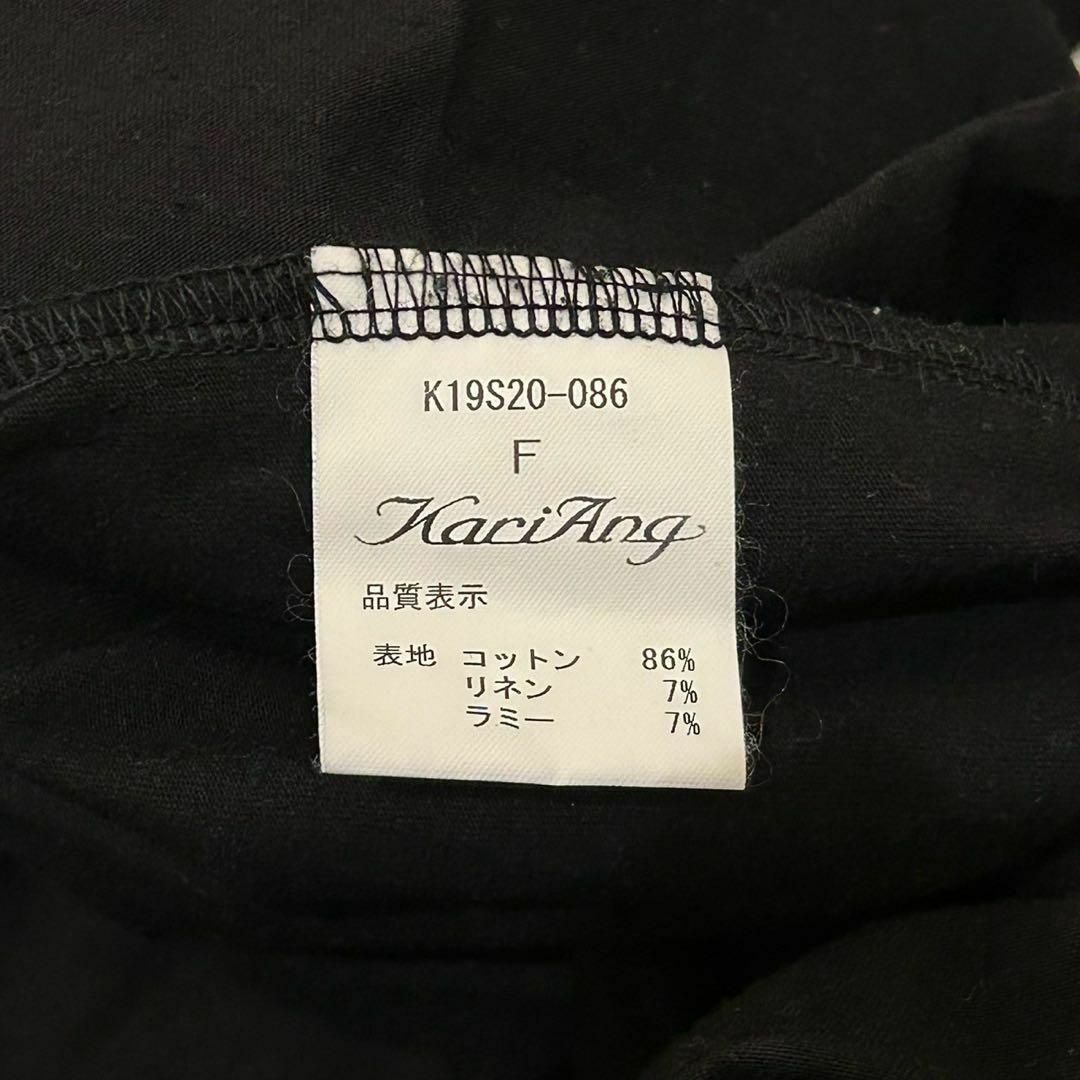 K19S20-086
F
KariAng
品質表示
表地 コットン 86%
リネン 7%
ラミー 7%